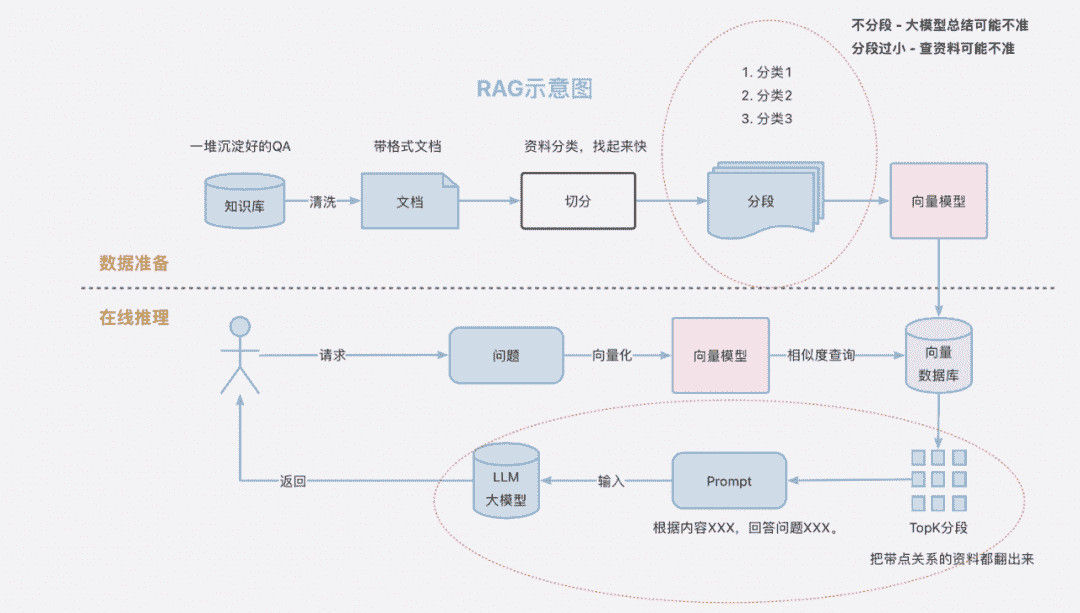 不分段 - 大模型总结可能不准
分段过小 - 查资料可能不准
RAG示意图
1. 分类1
2. 分类2
3. 分类3
一堆沉淀好的QA
带格式文档
资料分类，找起来快
知识库
清洗
文档
切分
分段
向量模型
数据准备
在线推理
请求
问题
向量化
向量模型
相似度查询
向量
数据库
返回
LLM
大模型
输入
Prompt
TopK分段
根据内容XXX，回答问题XXX。
把带点关系的资料都翻出来